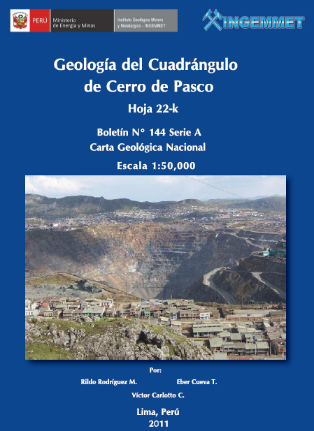 PERÚ
Ministerio
de Energía y Minas
Instituto Geológico Minero
y Metalúrgico - INGEMMET
INGEMMET
Geología del Cuadrángulo
de Cerro de Pasco
Hoja 22-k
Boletín N° 144 Serie A
Carta Geológica Nacional
Escala 1:50,000
Por:
Rildo Rodríguez M.
Eber Cueva T.
Víctor Carlotto C.
Lima, Perú
2011